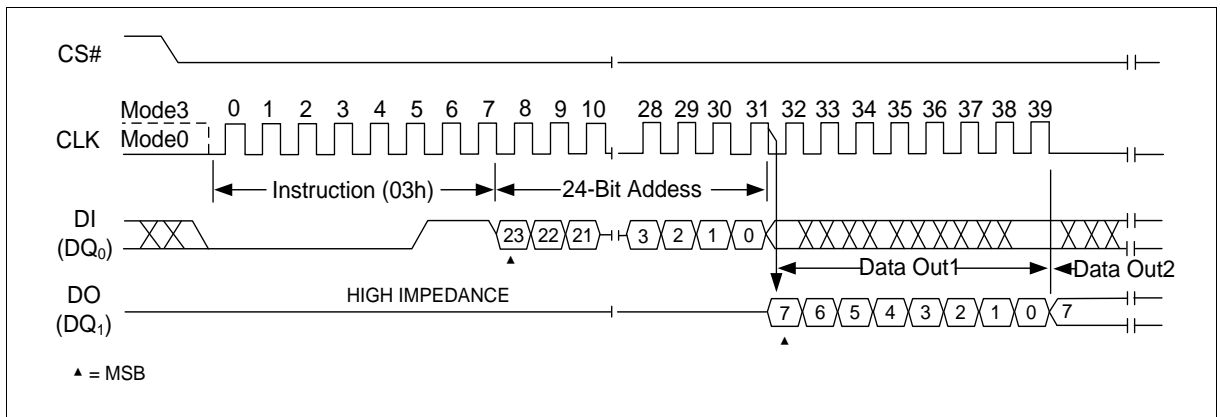 CS#
Mode3 0 1 2 3 4 5 6 7 8 9 10 28 29 30 31 32 33 34 35 36 37 38 39
CLK Mode0
Instruction (03h) 24-Bit Addess
DI
(DQ0) 23 22 21 3 2 1 0
Data Out1 Data Out2
DO HIGH IMPEDANCE
(DQ1) 7 6 5 4 3 2 1 0 7
▲ = MSB